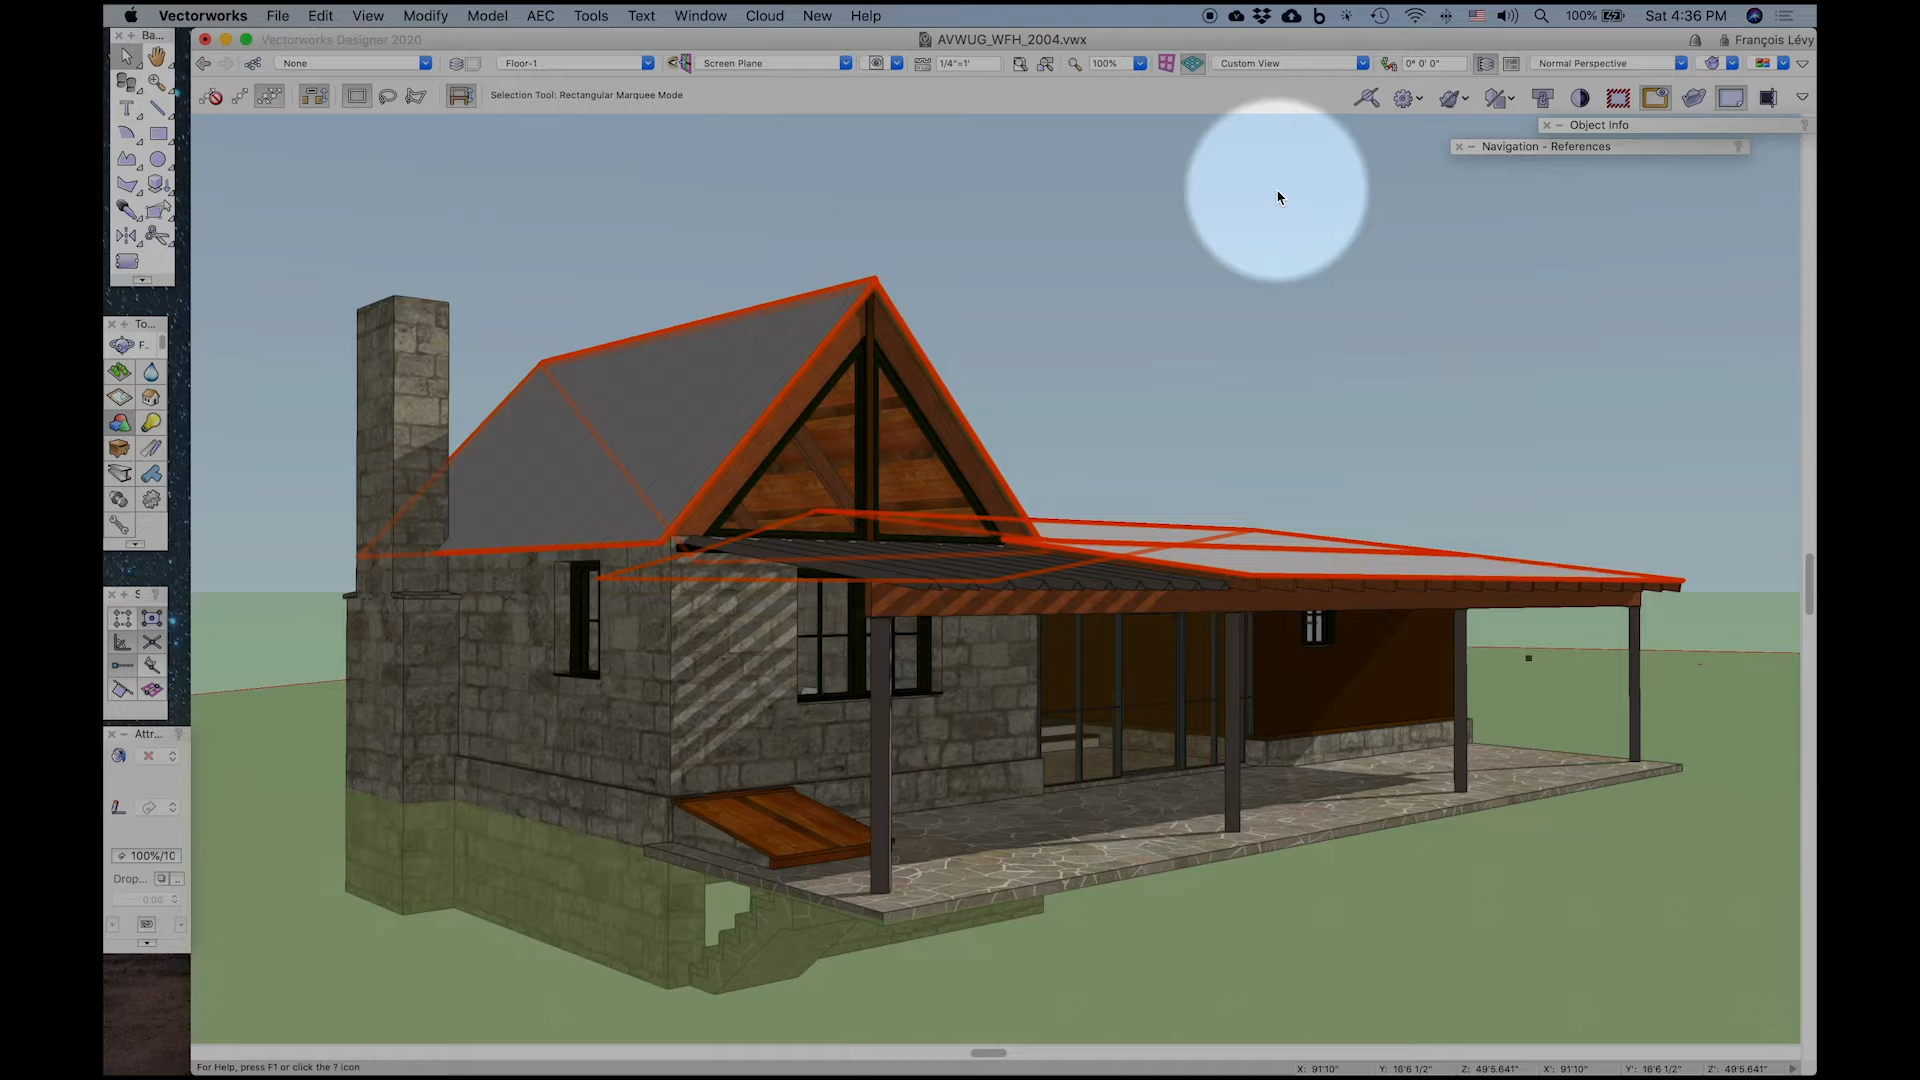 Vectorworks File Edit View Modify Model AEC Tools Text Window Cloud New Help 100% Sat 4:36 PM
Ba...
Vectorworks Designer 2020 AVWUG_WFH_2004.vwx François Lévy
None Floor-1 Screen Plane 1/4"=1' 100% Custom View 0° 0' 0" Normal Perspective
Selection Tool: Rectangular Marquee Mode
Object Info
Navigation - References
To...
F..
S
Attr...
100%/10
Drop...
0.00
For Help, press F1 or click the ? icon
X: 91'10" Y: 16'6 1/2" Z: 49'5.641" X': 91'10" Y': 16'6 1/2" Z': 49'5.641"